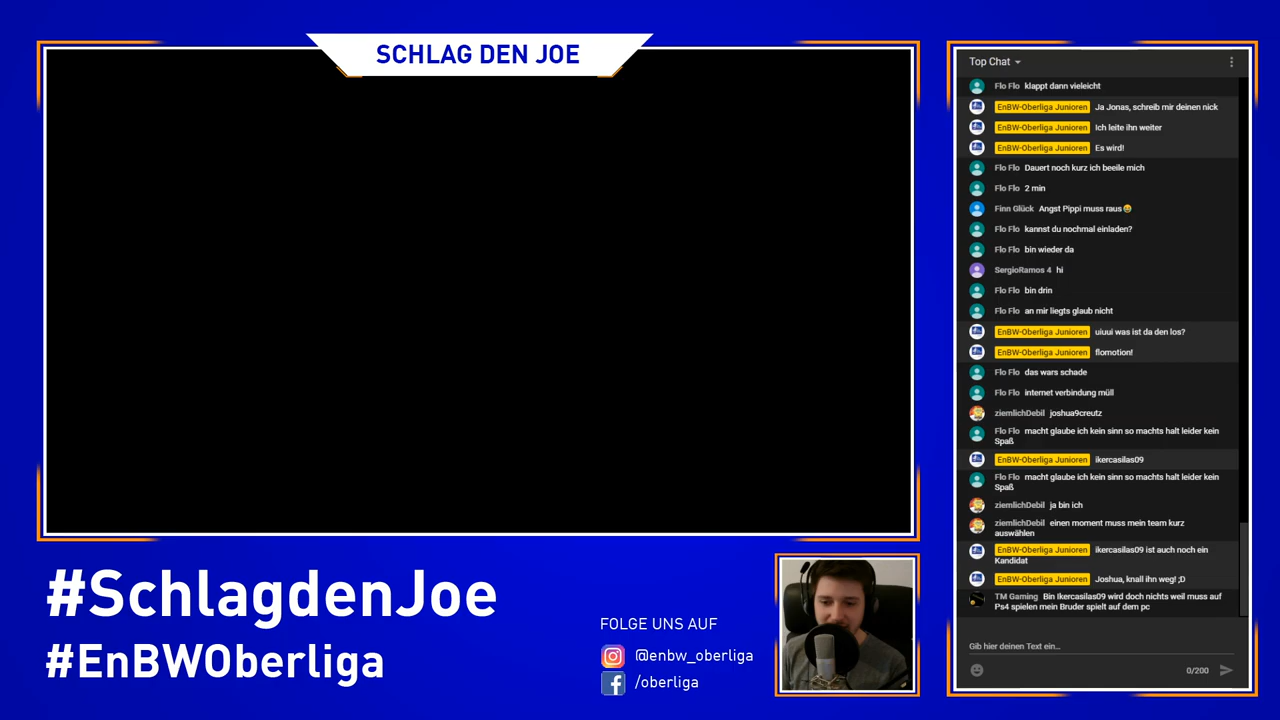 SCHLAG DEN JOE
Top Chat
Flo Flo klappt dann vieleicht
EnBW-Oberliga Junioren Ja Jonas, schreib mir deinen nick
EnBW-Oberliga Junioren Ich leite ihn weiter
EnBW-Oberliga Junioren Es wird!
Flo Flo Dauert noch kurz ich beeile mich
Flo Flo 2 min
Finn Glück Angst Pippi muss raus😭
Flo Flo kannst du nochmal einladen?
Flo Flo bin wieder da
SergioRamos 4 hi
Flo Flo bin drin
Flo Flo an mir liegts glaub nicht
EnBW-Oberliga Junioren uiuui was ist da den los?
EnBW-Oberliga Junioren flomotion!
Flo Flo das wars schade
Flo Flo internet verbindung müll
ziemlichDebil joshua9creutz
Flo Flo macht glaube ich kein sinn so machts halt leider kein
Spaß
EnBW-Oberliga Junioren ikercasilas09
Flo Flo macht glaube ich kein sinn so machts halt leider kein
Spaß
ziemlichDebil ja bin ich
ziemlichDebil einen moment muss mein team kurz
auswählen
EnBW-Oberliga Junioren ikercasilas09 ist auch noch ein
Kandidat
EnBW-Oberliga Junioren Joshua, knall ihn weg! ;D
TM Gaming Bin Ikercasilas09 wird doch nichts weil muss auf
Ps4 spielen mein Bruder spielt auf dem pc
Gib hier deinen Text ein...
0/200
#SchlagdenJoe
#EnBWOberliga
FOLGE UNS AUF
@enbw_oberliga
/oberliga